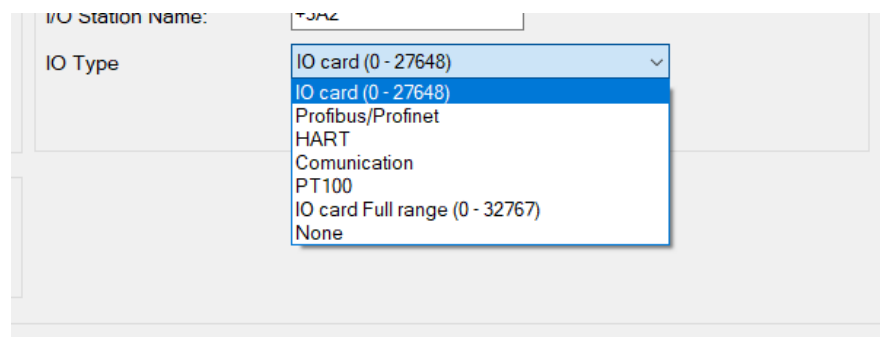 I/O Station Name:
IO Type
IO card (0 - 27648)
IO card (0 - 27648)
Profibus/Profinet
HART
Comunication
PT100
IO card Full range (0 - 32767)
None